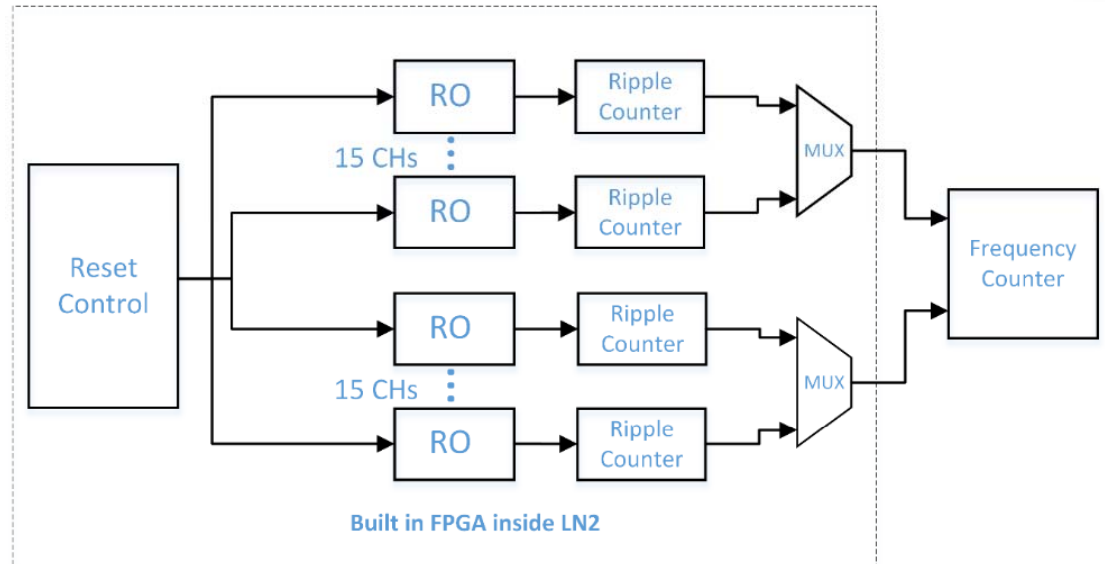 RO
Ripple
Counter
15 CHs
MUX
RO
Ripple
Counter
Reset
Control
Frequency
Counter
RO
Ripple
Counter
15 CHs
MUX
RO
Ripple
Counter
Built in FPGA inside LN2